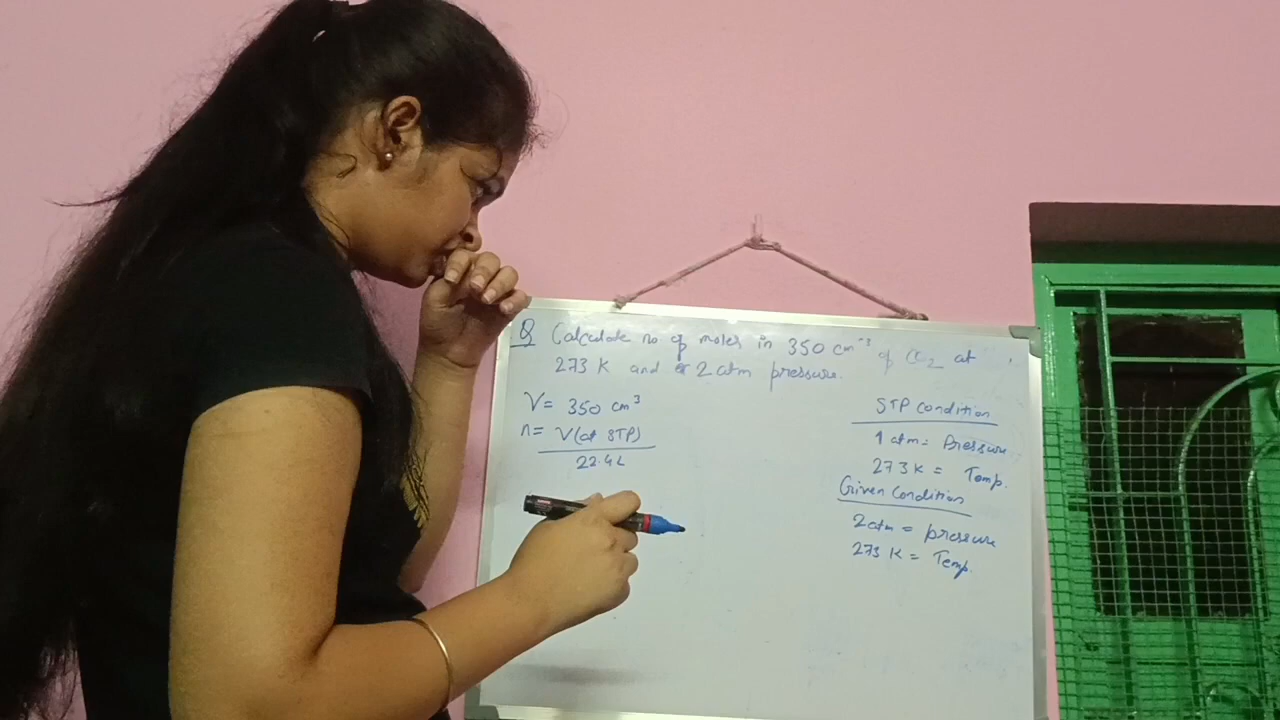 Q Calculate no of moles in 350 cm⁻³ of CO₂ at
273 K and 2 atm pressure.
V = 350 cm³
n = V(at STP)
22.4L
STP Condition
1 atm = Pressure
273 K = Temp.
Given Condition
2 atm = pressure
273 K = Temp.